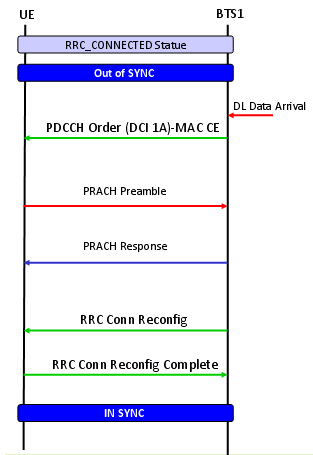 UE
BTS1
RRC_CONNECTED Statue
Out of SYNC
DL Data Arrival
PDCCH Order (DCI 1A)-MAC CE
PRACH Preamble
PRACH Response
RRC Conn Reconfig
RRC Conn Reconfig Complete
IN SYNC